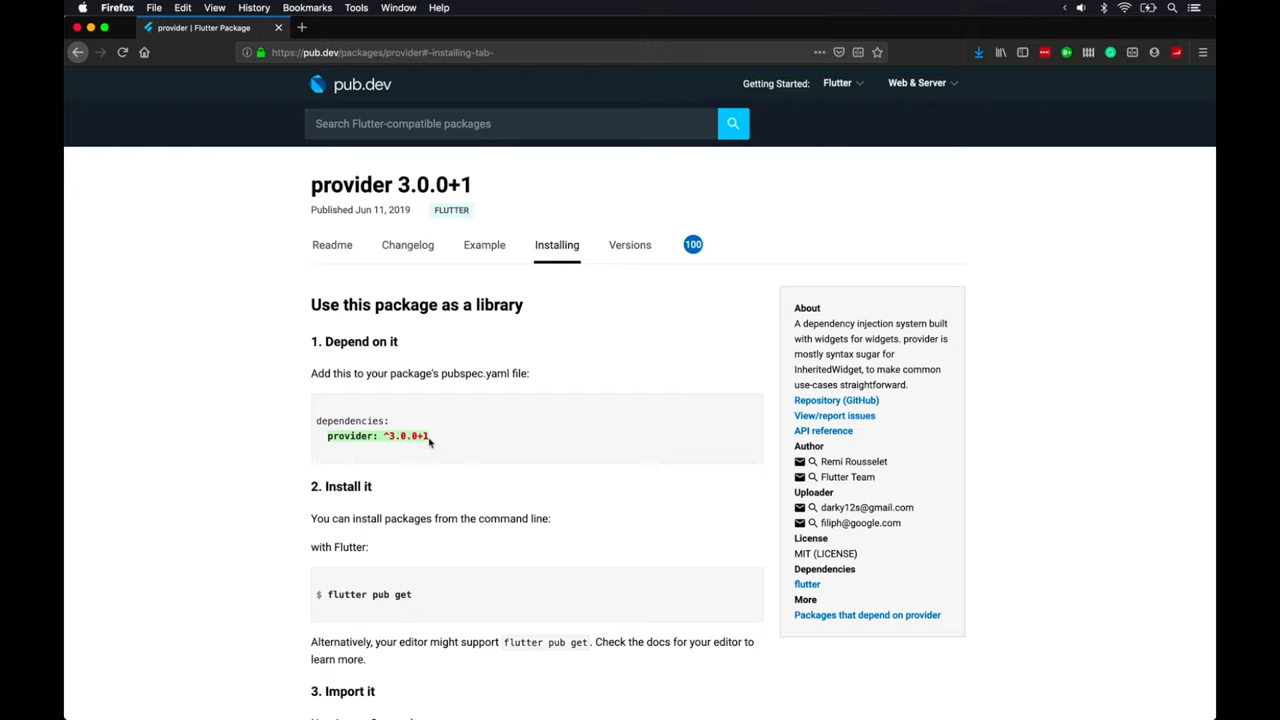 Firefox File Edit View History Bookmarks Tools Window Help
provider | Flutter Package
https://pub.dev/packages/provider#-installing-tab-
pub.dev
Getting Started: Flutter Web & Server
Search Flutter-compatible packages
provider 3.0.0+1
Published Jun 11, 2019 FLUTTER
Readme Changelog Example Installing Versions 100
Use this package as a library
1. Depend on it
Add this to your package's pubspec.yaml file:
dependencies:
provider: ^3.0.0+1
2. Install it
You can install packages from the command line:
with Flutter:
$ flutter pub get
Alternatively, your editor might support flutter pub get. Check the docs for your editor to
learn more.
3. Import it
About
A dependency injection system built
with widgets for widgets. provider is
mostly syntax sugar for
InheritedWidget, to make common
use-cases straightforward.
Repository (GitHub)
View/report issues
API reference
Author
Remi Rousselet
Flutter Team
Uploader
darky12s@gmail.com
filiph@google.com
License
MIT (LICENSE)
Dependencies
flutter
More
Packages that depend on provider